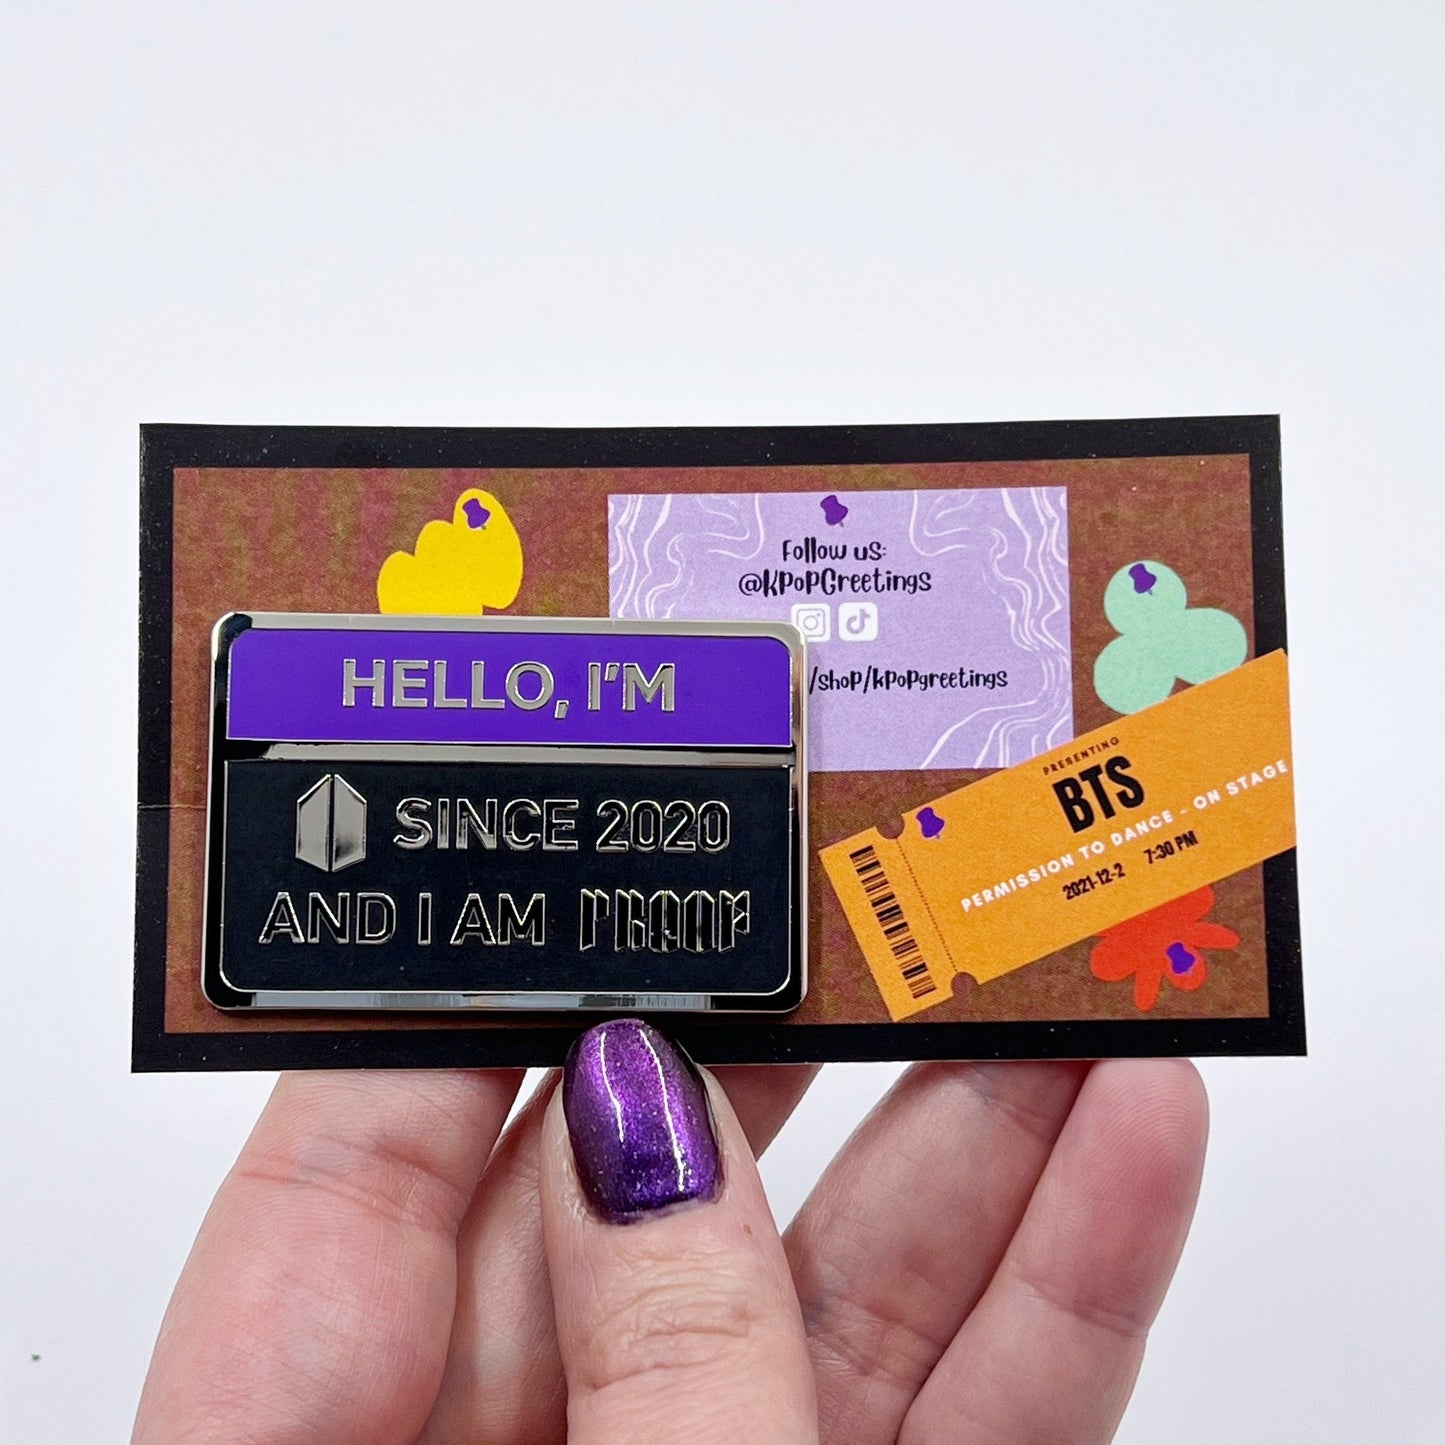 Follow us:
@KPOPGreetings
/shop/kpopgreetings
HELLO, I'M
SINCE 2020
AND I AM PROOF
PRESENTING
BTS
PERMISSION TO DANCE - ON STAGE
2021-12-2 7:30 PM